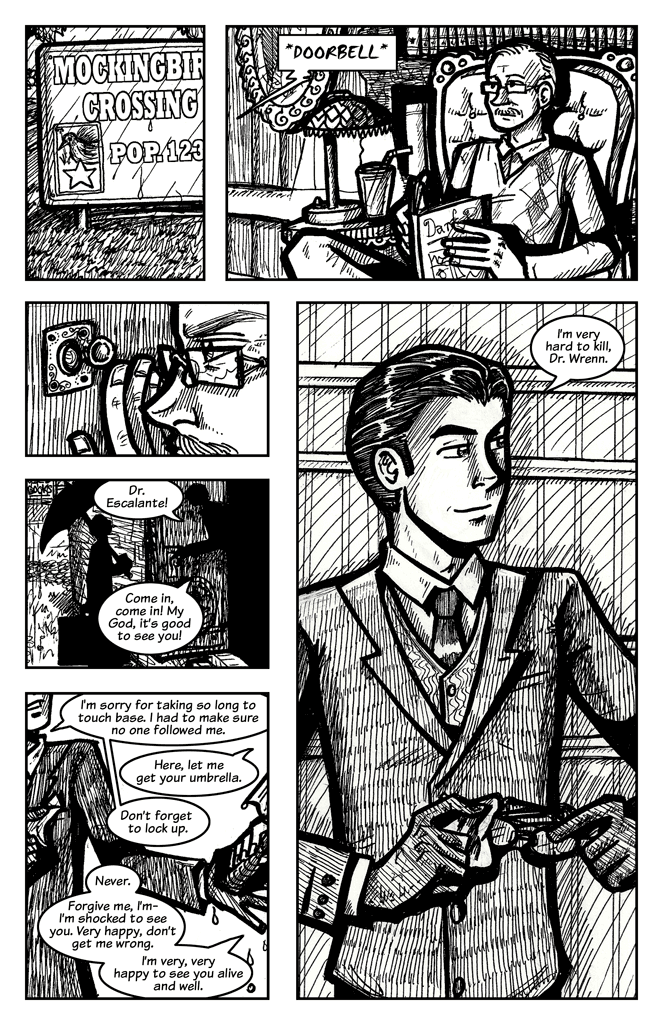 MOCKINGBIR
CROSSING
POP. 123
*DOORBELL*
Dr.
Escalante!
Come in,
come in! My
God, it's good
to see you!
I'm sorry for taking so long to
touch base. I had to make sure
no one followed me.
Here, let me
get your umbrella.
Don't forget
to lock up.
Never.
Forgive me, I'm-
I'm shocked to see
you. Very happy, don't
get me wrong.
I'm very, very
happy to see you alive
and well.
I'm very
hard to kill,
Dr. Wrenn.